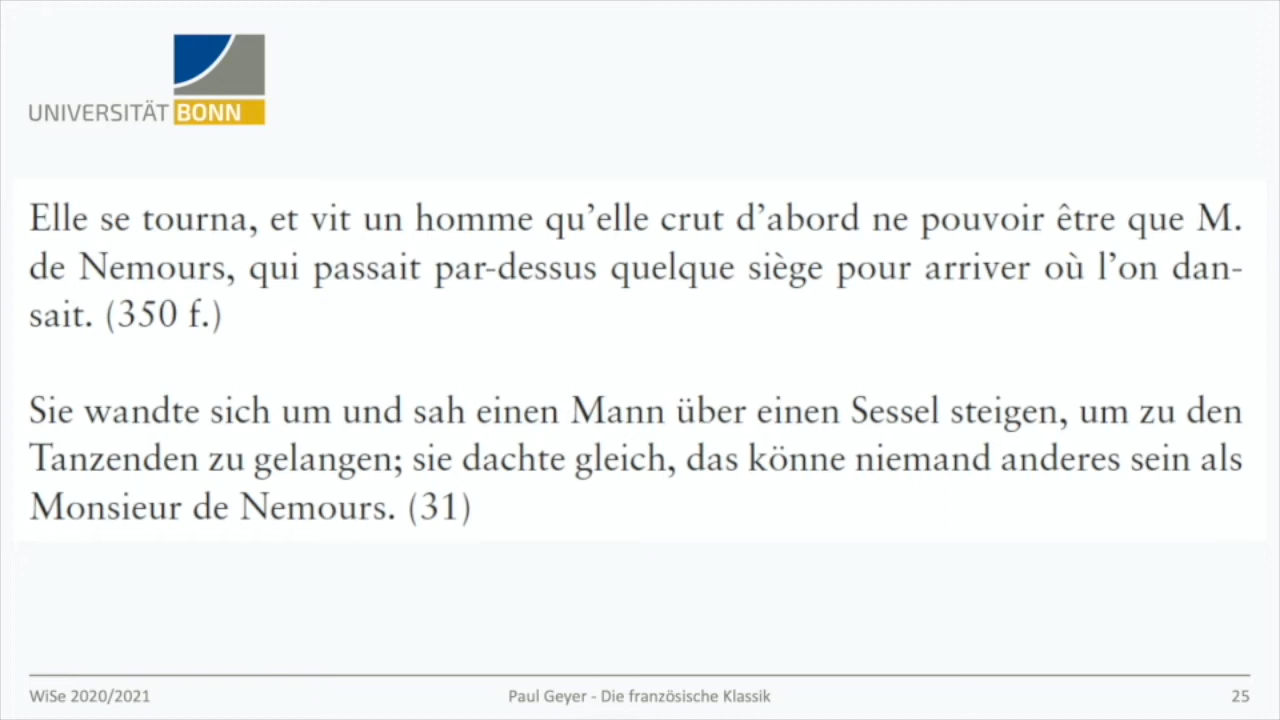 UNIVERSITÄT BONN
Elle se tourna, et vit un homme qu’elle crut d’abord ne pouvoir être que M.
de Nemours, qui passait par-dessus quelque siège pour arriver où l’on dan-
sait. (350 f.)
Sie wandte sich um und sah einen Mann über einen Sessel steigen, um zu den
Tanzenden zu gelangen; sie dachte gleich, das könne niemand anderes sein als
Monsieur de Nemours. (31)
WiSe 2020/2021
Paul Geyer - Die französische Klassik
25